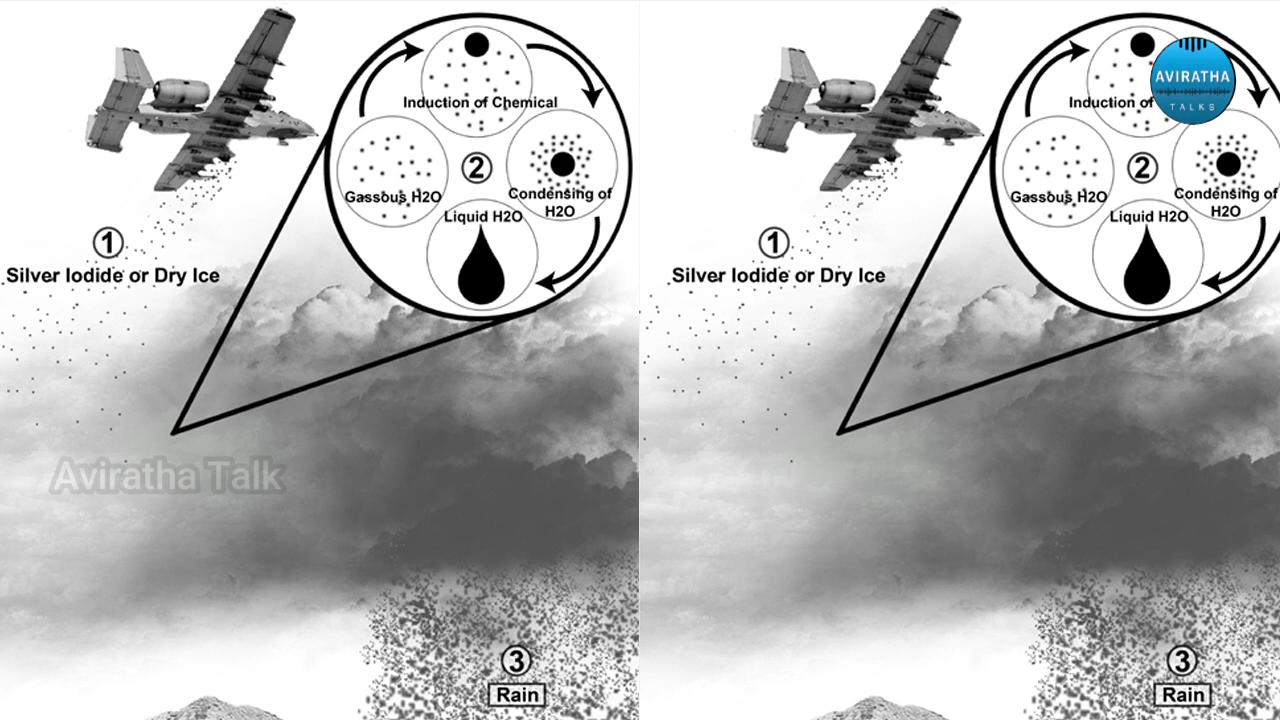 Induction of Chemical
Gassous H2O
②
Condensing of
H2O
Liquid H2O
①
Silver Iodide or Dry Ice
Aviratha Talk
③
Rain
AVIRATHA
TALKS
Induction of
Gassous H2O
②
Condensing of
H2O
Liquid H2O
①
Silver Iodide or Dry Ice
③
Rain